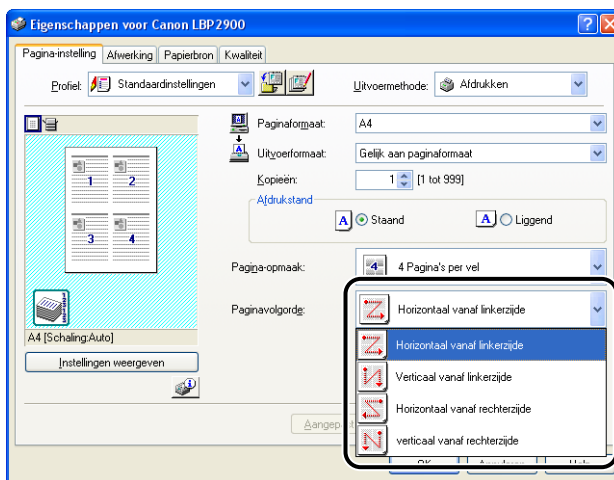 Eigenschappen voor Canon LBP2900
Pagina-instelling Afwerking Papierbron Kwaliteit
Profiel: Standaardinstellingen Uitvoermethode: Afdrukken
Paginaformaat: A4
Uitvoerformaat: Gelijk aan paginaformaat
Kopieën: 1 [1 tot 999]
Afdrukstand
A Staand A Liggend
1 2
3 4
Pagina-opmaak: 4 4 Pagina's per vel
Paginavolgorde: Horizontaal vanaf linkerzijde
A4 [Schaling:Auto]
Horizontaal vanaf linkerzijde
Instellingen weergeven
Verticaal vanaf linkerzijde
Horizontaal vanaf rechterzijde
verticaal vanaf rechterzijde